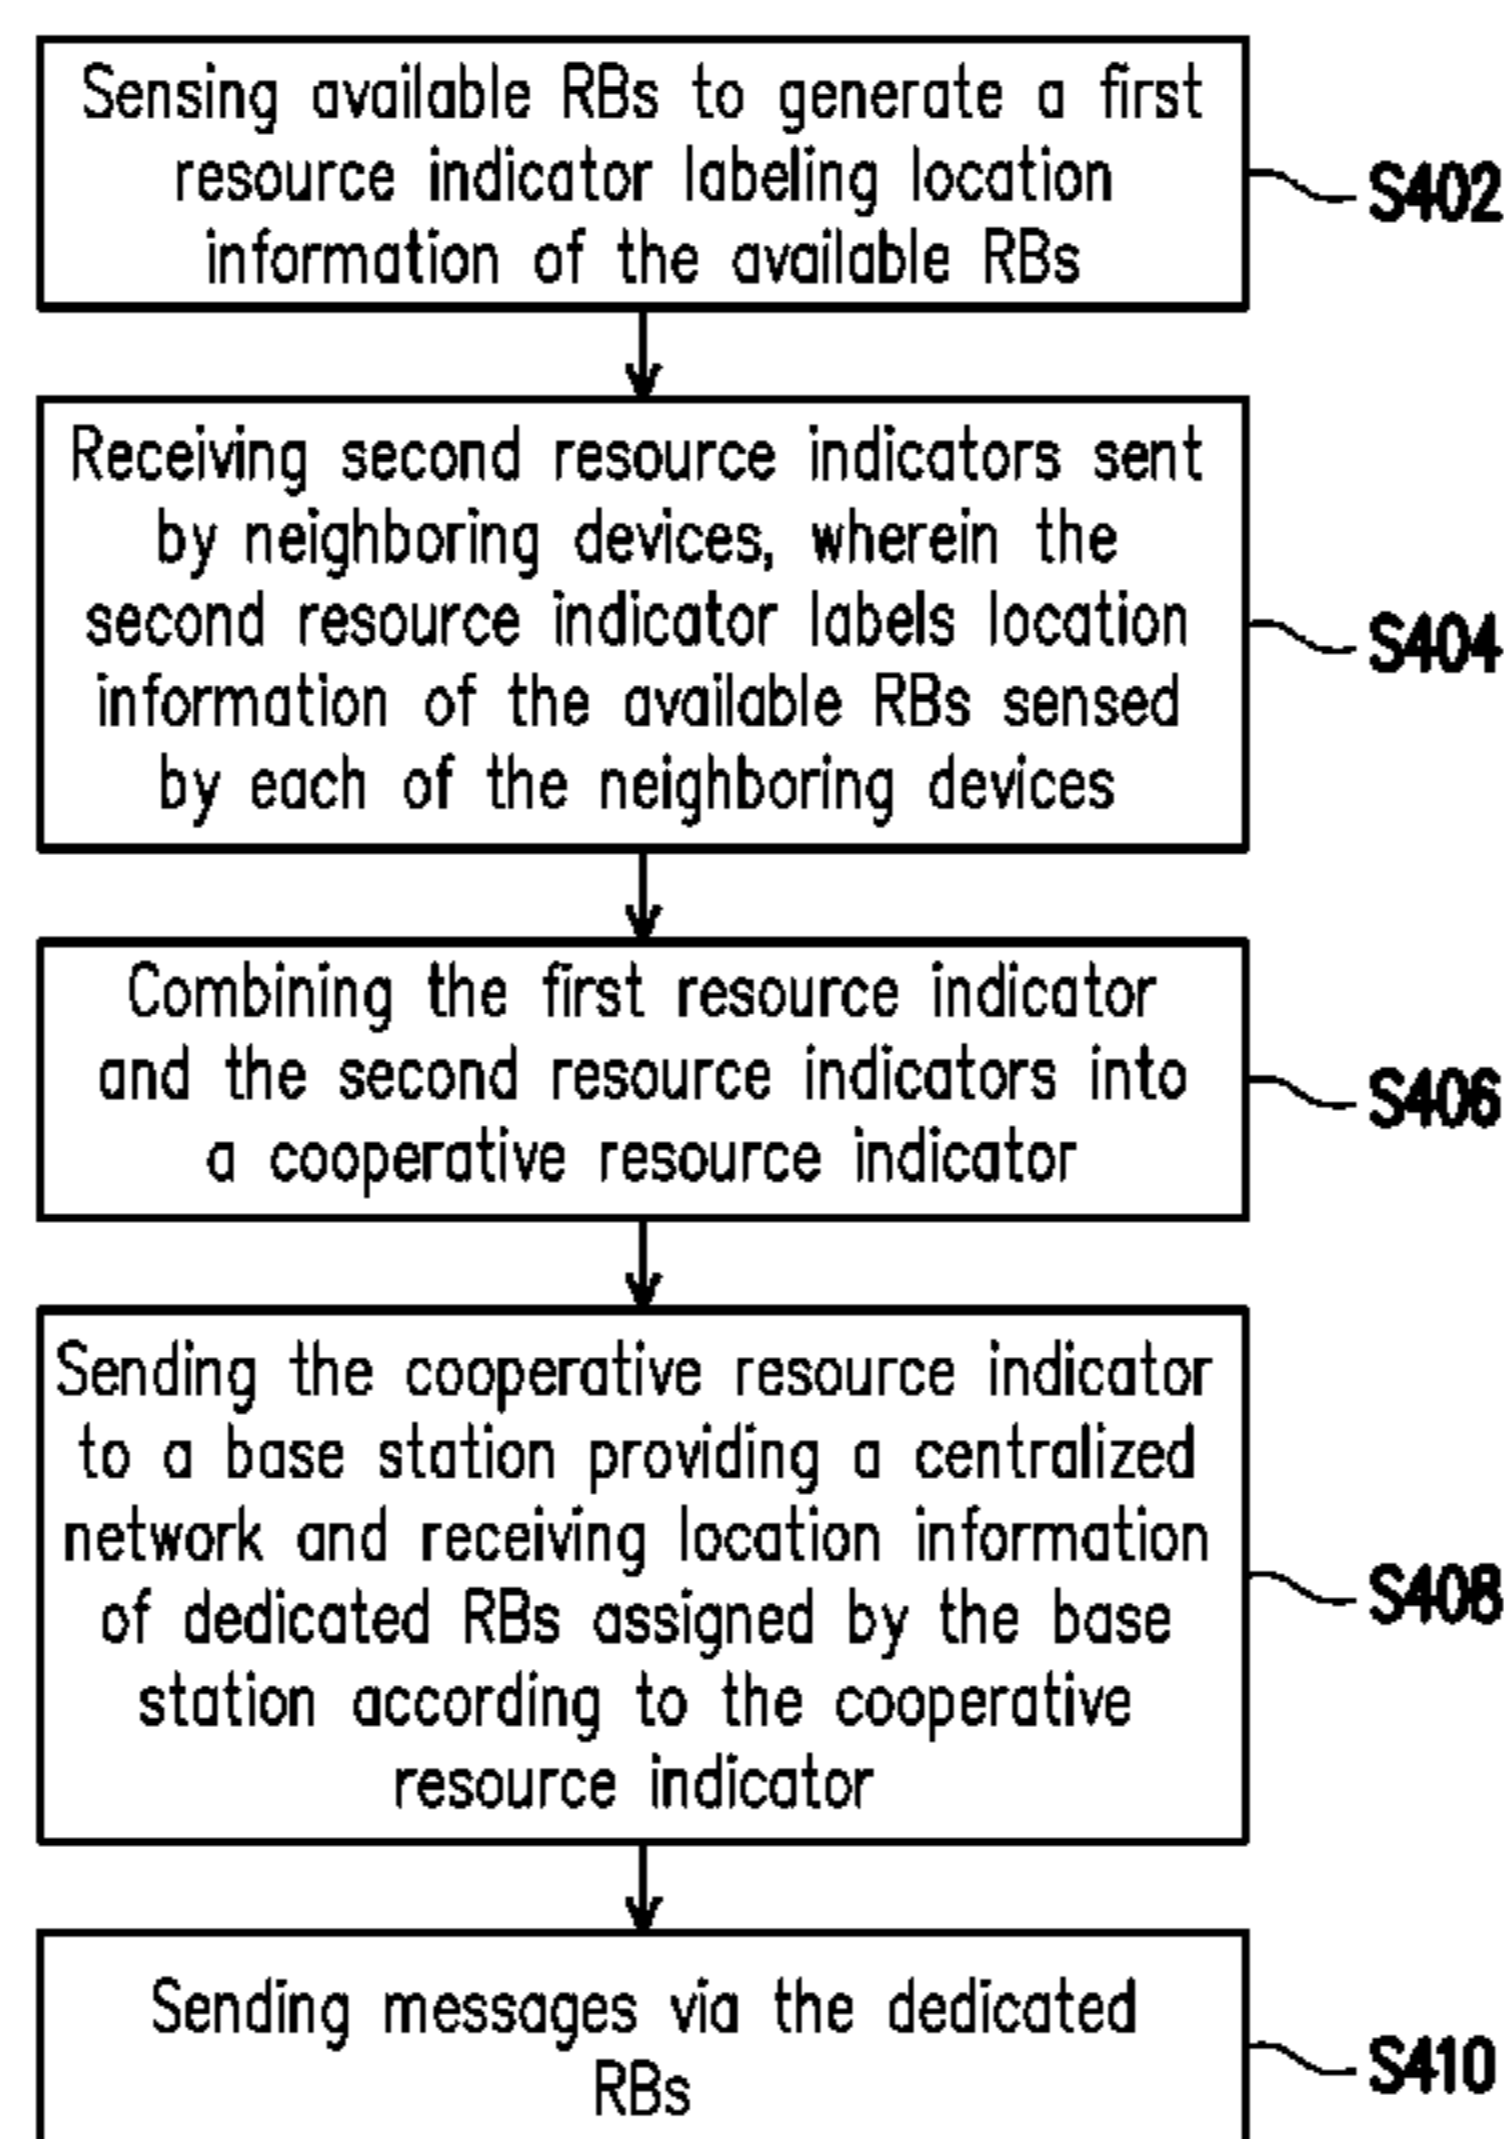 Sensing available RBs to generate a first
resource indicator labeling location
information of the available RBs
S402
Receiving second resource indicators sent
by neighboring devices, wherein the
second resource indicator labels location
information of the available RBs sensed
by each of the neighboring devices
S404
Combining the first resource indicator
and the second resource indicators into
a cooperative resource indicator
S406
Sending the cooperative resource indicator
to a base station providing a centralized
network and receiving location information
of dedicated RBs assigned by the base
station according to the cooperative
resource indicator
S408
Sending messages via the dedicated
RBs
S410